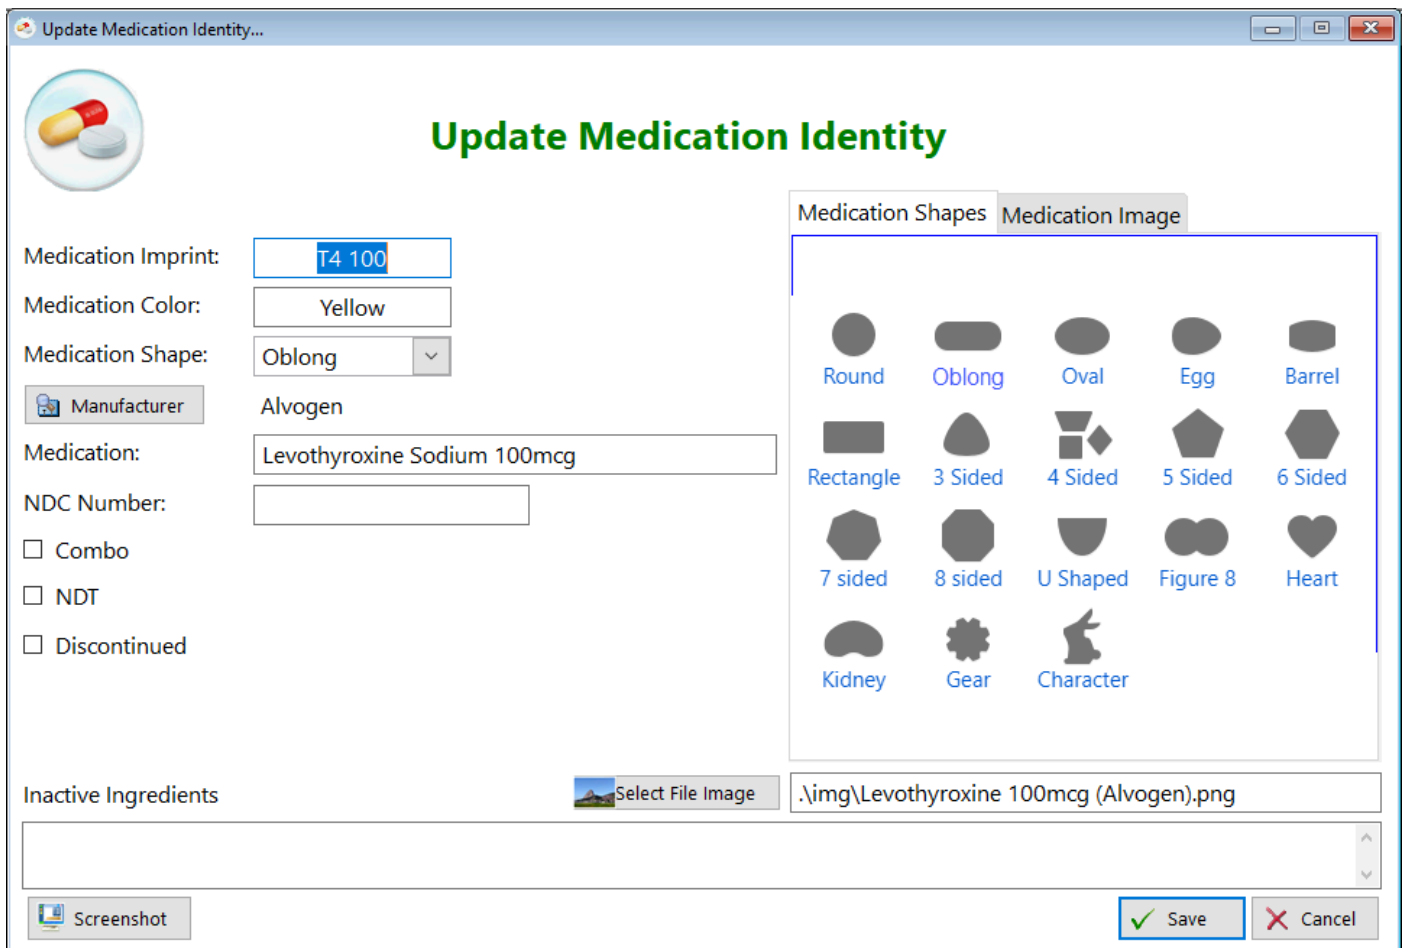 Update Medication Identity...
Update Medication Identity
Medication Shapes Medication Image
Medication Imprint: T4 100
Medication Color: Yellow
Medication Shape: Oblong
Manufacturer Alvogen
Medication: Levothyroxine Sodium 100mcg
NDC Number:
Combo
NDT
Discontinued
Round Oblong Oval Egg Barrel
Rectangle 3 Sided 4 Sided 5 Sided 6 Sided
7 sided 8 sided U Shaped Figure 8 Heart
Kidney Gear Character
Inactive Ingredients Select File Image .\img\Levothyroxine 100mcg (Alvogen).png
Screenshot Save Cancel